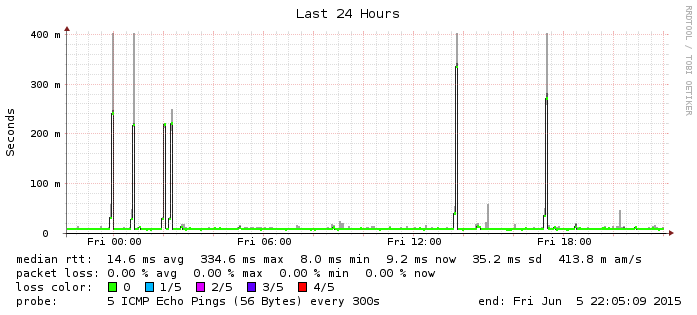 Last 24 Hours
RRDTOOL / TOBI OETIKER
Seconds
400 m
300 m
200 m
100 m
0
Fri 00:00 Fri 06:00 Fri 12:00 Fri 18:00
median rtt: 14.6 ms avg 334.6 ms max 8.0 ms min 9.2 ms now 35.2 ms sd 413.8 m am/s
packet loss: 0.00 % avg 0.00 % max 0.00 % min 0.00 % now
loss color: 0 1/5 2/5 3/5 4/5
probe: 5 ICMP Echo Pings (56 Bytes) every 300s end: Fri Jun 5 22:05:09 2015